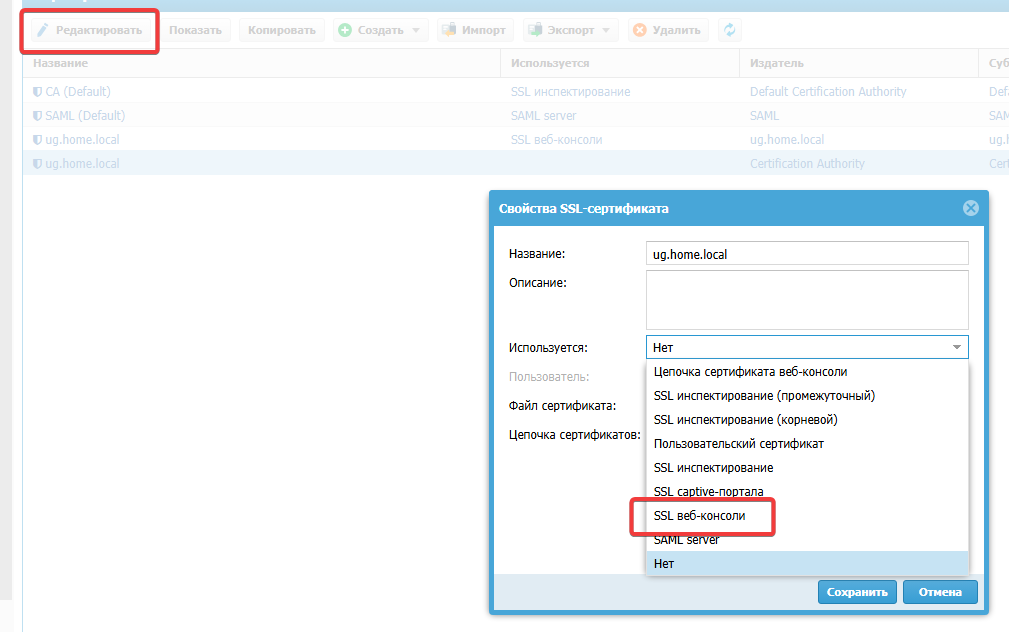 Редактировать Показать Копировать Создать Импорт Экспорт Удалить
Название Используется Издатель Суб
CA (Default) SSL инспектирование Default Certification Authority Defa
SAML (Default) SAML server SAML SAM
ug.home.local SSL веб-консоли ug.home.local ug.h
ug.home.local Certification Authority Cert
Свойства SSL-сертификата
Название: ug.home.local
Описание:
Используется: Нет
Пользователь:
Файл сертификата:
Цепочка сертификатов:
Цепочка сертификата веб-консоли
SSL инспектирование (промежуточный)
SSL инспектирование (корневой)
Пользовательский сертификат
SSL инспектирование
SSL captive-портала
SSL веб-консоли
SAML server
Нет
Сохранить Отмена